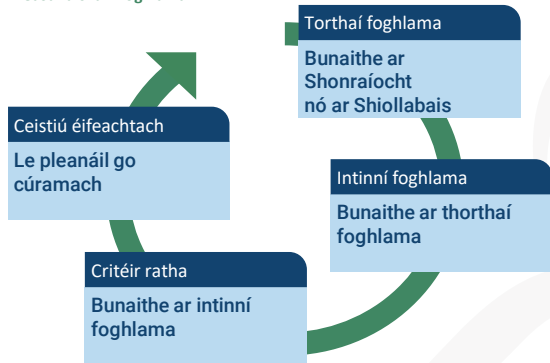 Torthaí foghlama
Bunaithe ar
Shonraíocht
nó ar Shiollabais
Intinní foghlama
Bunaithe ar thorthaí
foghlama
Critéir ratha
Bunaithe ar intinní
foghlama
Ceistiú éifeachtach
Le pleanáil go
cúramach